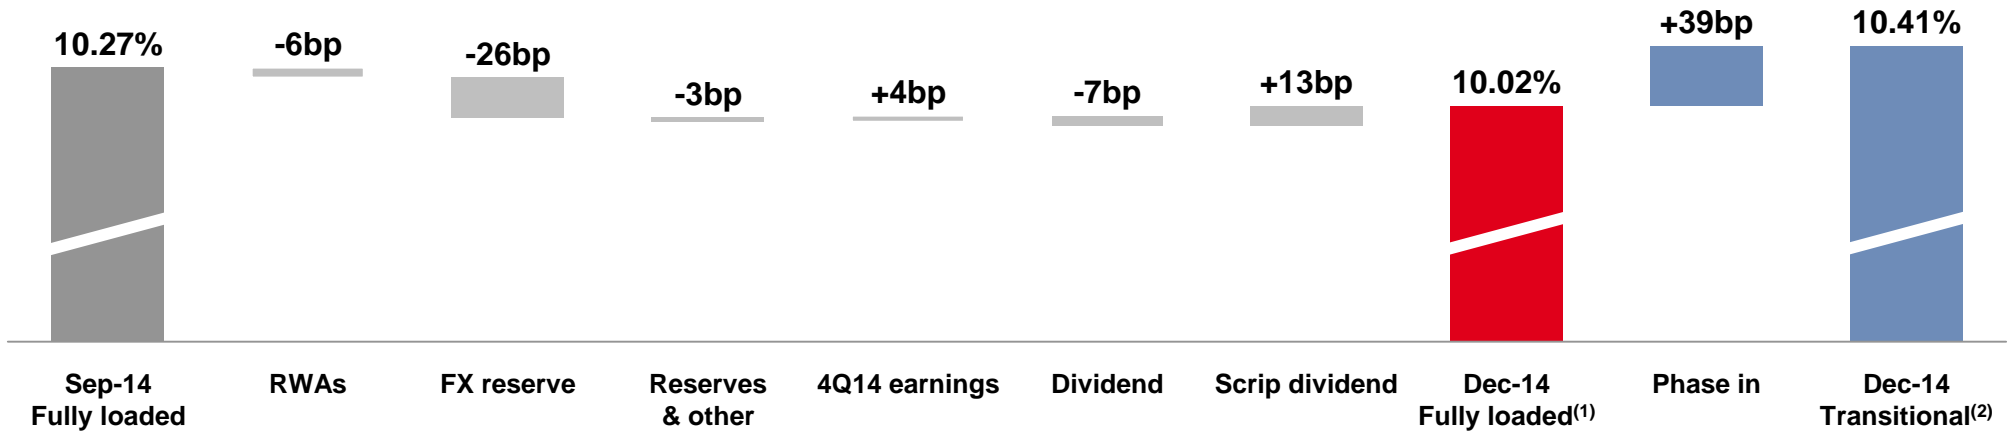 10.27%
-6bp
-26bp
-3bp
+4bp
-7bp
+13bp
10.02%
+39bp
10.41%
Sep-14
Fully loaded
RWAs
FX reserve
Reserves
& other
4Q14 earnings
Dividend
Scrip dividend
Dec-14
Fully loaded(1)
Phase in
Dec-14
Transitional(2)